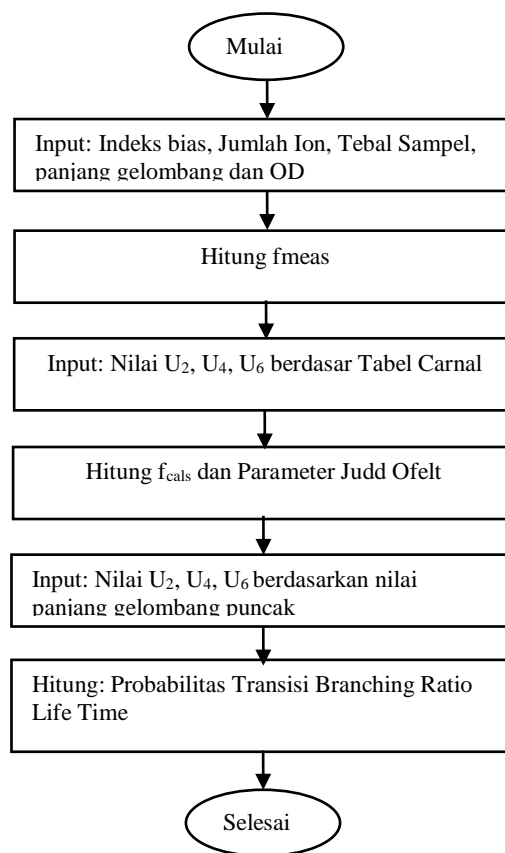 Mulai
Input: Indeks bias, Jumlah Ion, Tebal Sampel,
panjang gelombang dan OD
Hitung fmeas
Input: Nilai U₂, U₄, U₆ berdasar Tabel Carnal
Hitung f_cals dan Parameter Judd Ofelt
Input: Nilai U₂, U₄, U₆ berdasarkan nilai
panjang gelombang puncak
Hitung: Probabilitas Transisi Branching Ratio
Life Time
Selesai